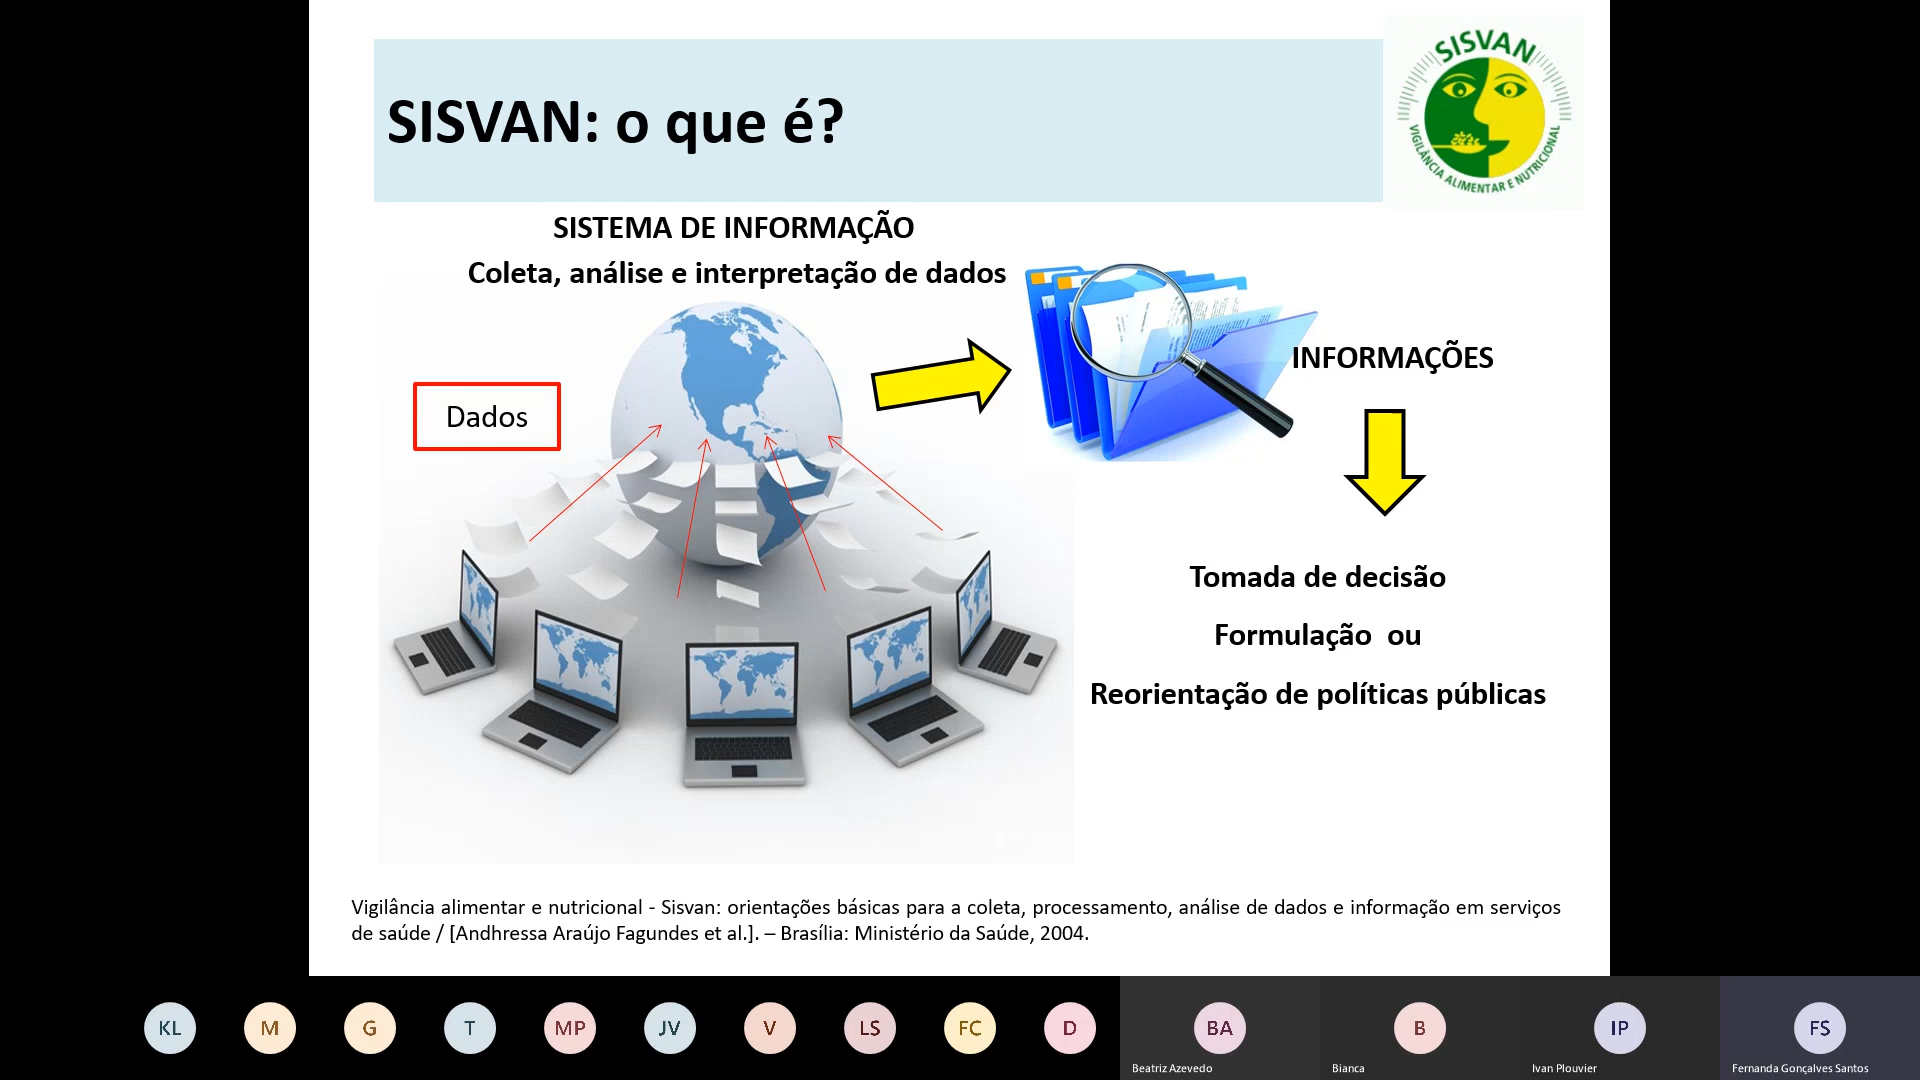 SISVAN: o que é?
SISVAN
VIGILÂNCIA ALIMENTAR E NUTRICIONAL
SISTEMA DE INFORMAÇÃO
Coleta, análise e interpretação de dados
INFORMAÇÕES
Dados
Tomada de decisão
Formulação ou
Reorientação de políticas públicas
Vigilância alimentar e nutricional - Sisvan: orientações básicas para a coleta, processamento, análise de dados e informação em serviços
de saúde / [Andhressa Araújo Fagundes et al.]. – Brasília: Ministério da Saúde, 2004.
KL M G T MP JV V LS FC D BA B IP FS
Beatriz Azevedo Bianca Ivan Plouvier Fernanda Gonçalves Santos